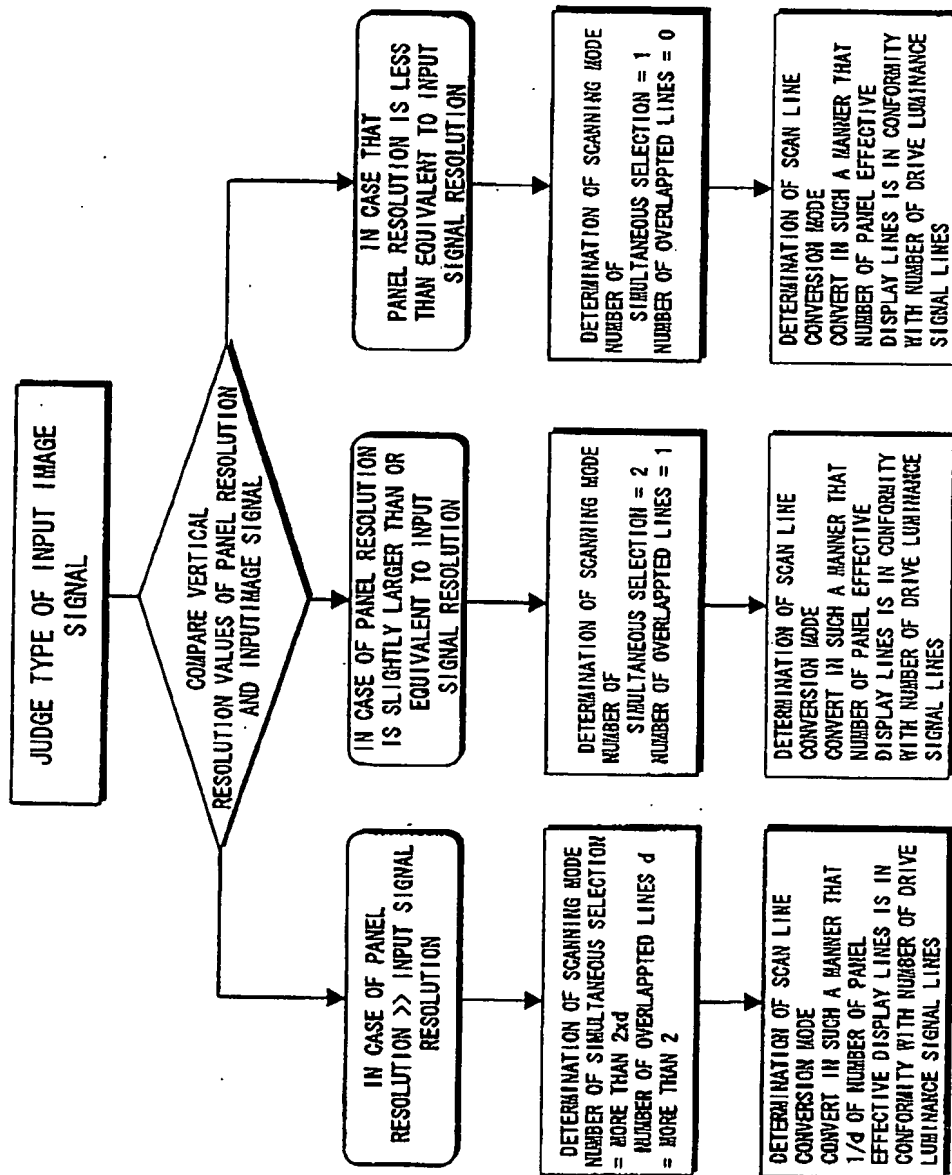 JUDGE TYPE OF INPUT IMAGE
SIGNAL
COMPARE VERTICAL
RESOLUTION VALUES OF PANEL RESOLUTION
AND INPUTIMAGE SIGNAL
IN CASE OF PANEL
RESOLUTION >> INPUT SIGNAL
RESOLUTION
DETERMINATION OF SCANNING MODE
NUMBER OF SIMULTANEOUS SELECTION
= MORE THAN 2xd
NUMBER OF OVERLAPPTED LINES d
= MORE THAN 2
DETERMINATION OF SCAN LINE
CONVERSION MODE
CONVERT IN SUCH A MANNER THAT
1/d OF NUMBER OF PANEL
EFFECTIVE DISPLAY LINES IS IN
CONFORMITY WITH NUMBER OF DRIVE
LUMINANCE SIGNAL LINES
IN CASE OF PANEL RESOLUTION
IS SLIGHTLY LARGER THAN OR
EQUIVALENT TO INPUT
SIGNAL RESOLUTION
DETERMINATION OF SCANNING MODE
NUMBER OF
SIMULTANEOUS SELECTION = 2
NUMBER OF OVERLAPPTED LINES = 1
DETERMINATION OF SCAN LINE
CONVERSION MODE
CONVERT IN SUCH A MANNER THAT
NUMBER OF PANEL EFFECTIVE
DISPLAY LINES IS IN CONFORMITY
WITH NUMBER OF DRIVE LUMINANCE
SIGNAL LINES
IN CASE THAT
PANEL RESOLUTION IS LESS
THAN EQUIVALENT TO INPUT
SIGNAL RESOLUTION
DETERMINATION OF SCANNING MODE
NUMBER OF
SIMULTANEOUS SELECTION = 1
NUMBER OF OVERLAPPTED LINES = 0
DETERMINATION OF SCAN LINE
CONVERSION MODE
CONVERT IN SUCH A MANNER THAT
NUMBER OF PANEL EFFECTIVE
DISPLAY LINES IS IN CONFORMITY
WITH NUMBER OF DRIVE LUMINANCE
SIGNAL LINES